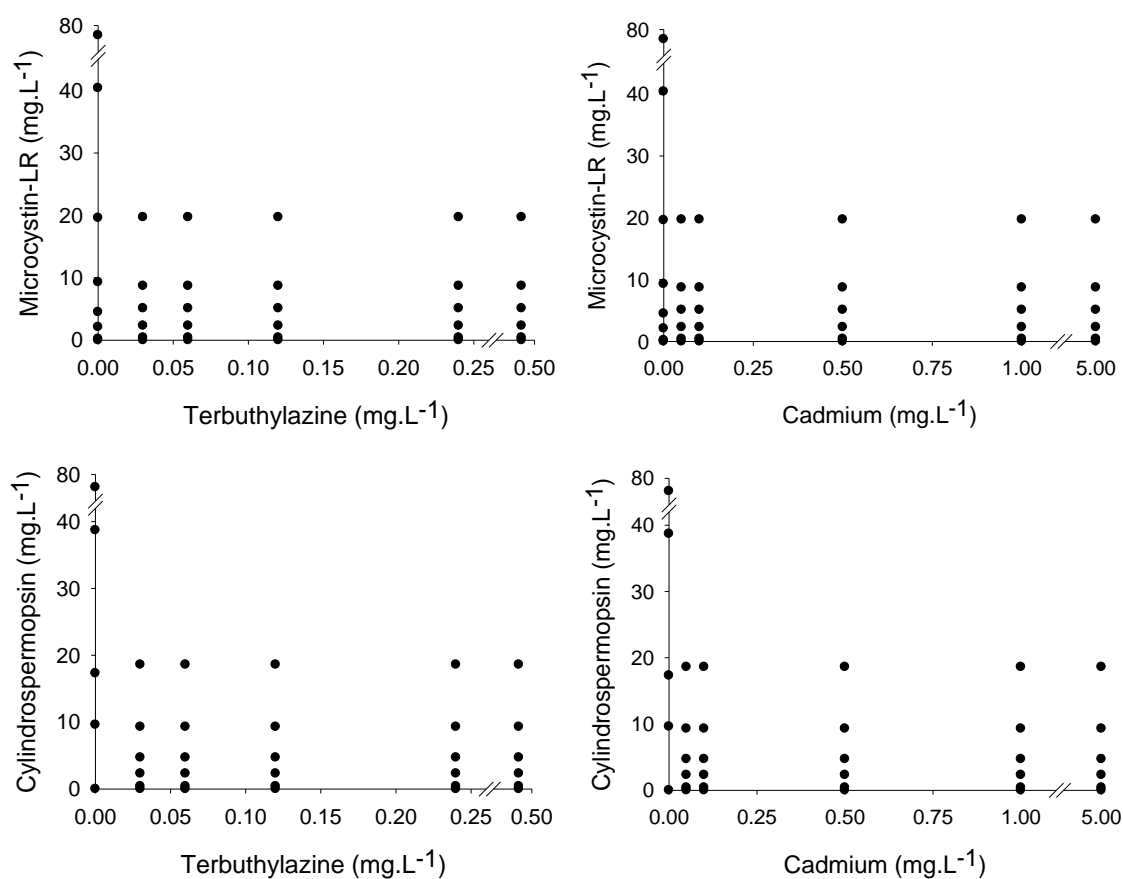 Microcystin-LR (mg.L-1)
80
40
30
20
10
0
0.00 0.05 0.10 0.20 0.20 0.25 0.50
Terbuthylazine (mg.L-1)
Microcystin-LR (mg.L-1)
80
40
30
20
10
0
0.00 0.25 0.50 0.75 1.00 5.00
Cadmium (mg.L-1)
Cylindrospermopsin (mg.L-1)
80
40
30
20
10
0
0.00 0.05 0.10 0.15 0.20 0.25 0.50
Terbuthylazine (mg.L-1)
Cylindrospermopsin (mg.L-1)
80
40
30
20
10
0
0.00 0.25 0.50 0.75 1.00 5.00
Cadmium (mg.L-1)